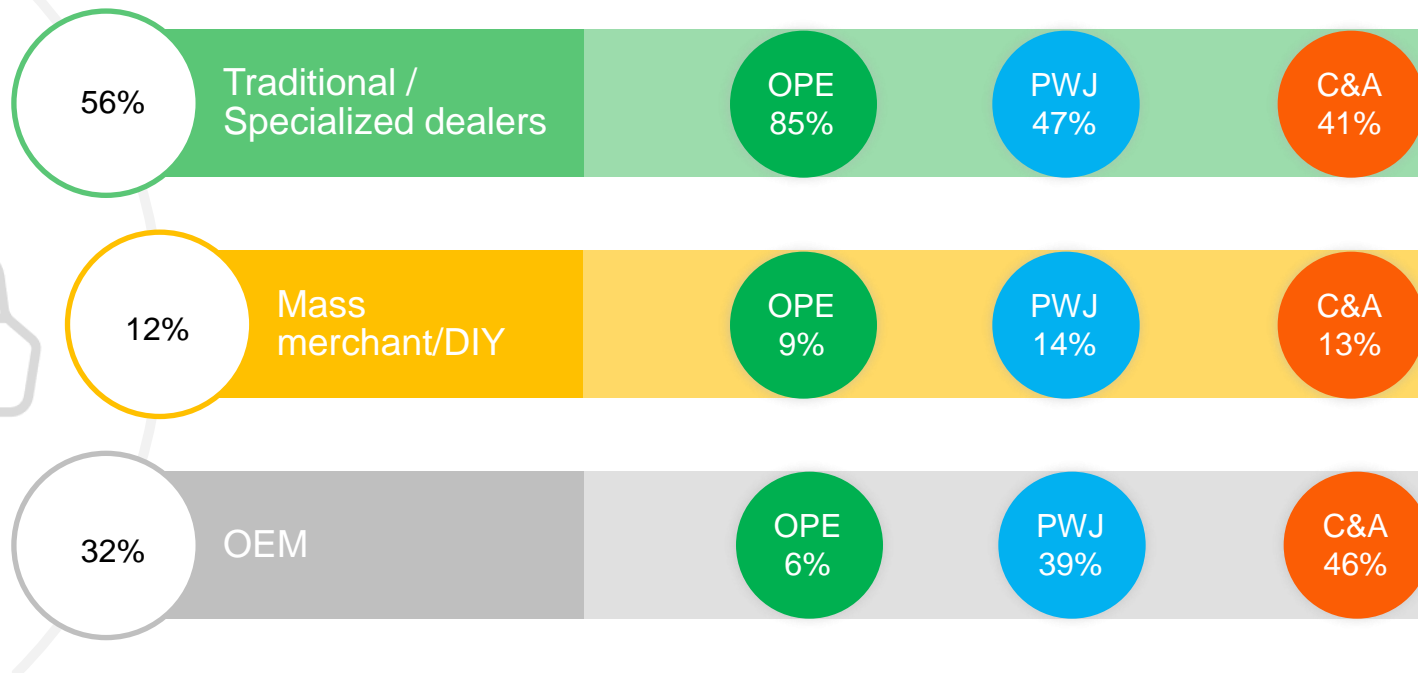 56%
Traditional /
Specialized dealers
OPE
85%
PWJ
47%
C&A
41%
12%
Mass
merchant/DIY
OPE
9%
PWJ
14%
C&A
13%
32%
OEM
OPE
6%
PWJ
39%
C&A
46%